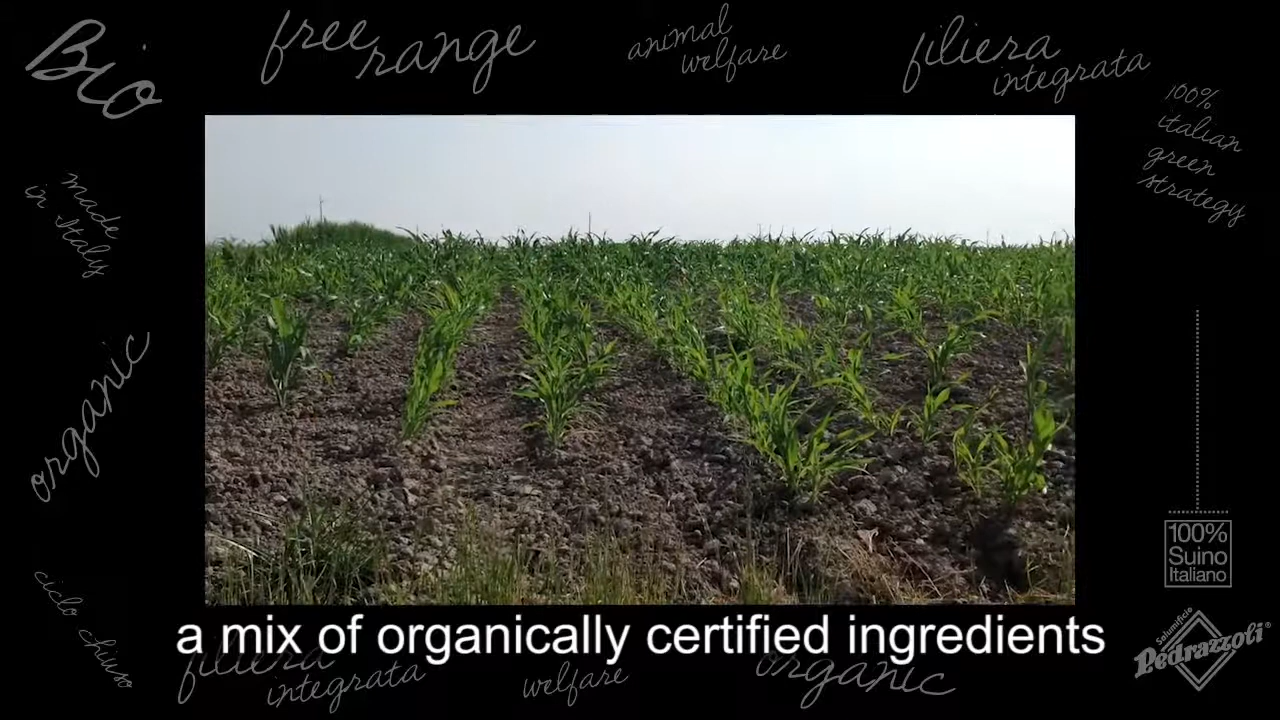 Bio
free
range
animal
welfare
filiera
integrata
100%
italian
green
strategy
made
in Italy
organic
ciclo chiuso
100%
Suino
Italiano
Salumificio
Pedrazzoli®
a mix of organically certified ingredients
filiera
integrata
welfare
organic